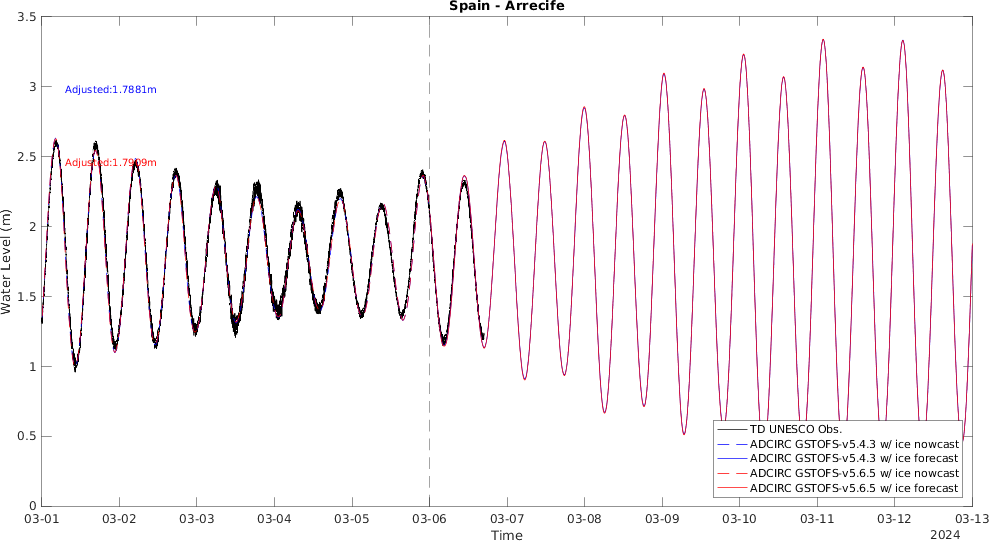 Spain - Arrecife
3.5
3
2.5
2
1.5
1
0.5
0
Water Level (m)
Adjusted:1.7881m
Adjusted:1.7909m
TD UNESCO Obs.
ADCIRC GSTOFS-v5.4.3 w/ ice nowcast
ADCIRC GSTOFS-v5.4.3 w/ ice forecast
ADCIRC GSTOFS-v5.6.5 w/ ice nowcast
ADCIRC GSTOFS-v5.6.5 w/ ice forecast
03-01 03-02 03-03 03-04 03-05 03-06 03-07 03-08 03-09 03-10 03-11 03-12 03-13
Time
2024